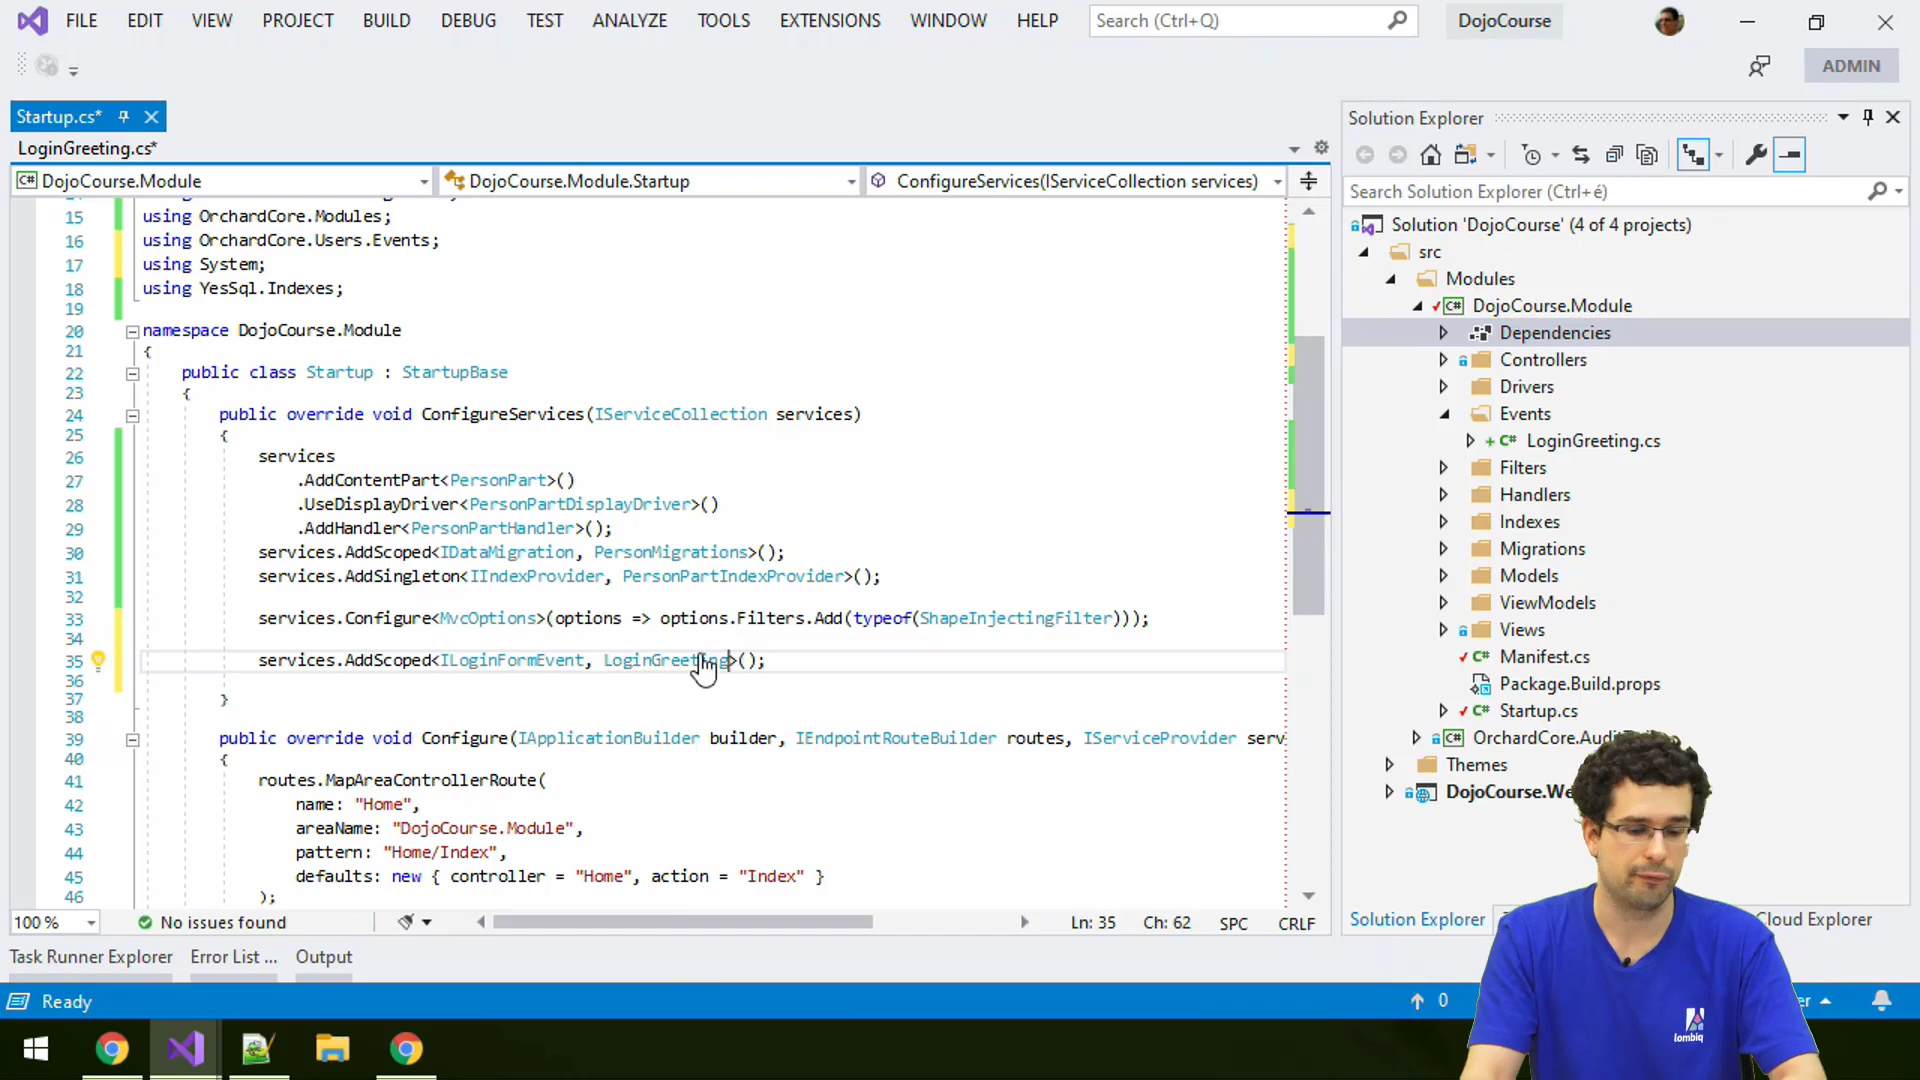 FILE EDIT VIEW PROJECT BUILD DEBUG TEST ANALYZE TOOLS EXTENSIONS WINDOW HELP Search (Ctrl+Q) DojoCourse
ADMIN
Startup.cs*
LoginGreeting.cs*
C# DojoCourse.Module DojoCourse.Module.Startup ConfigureServices(IServiceCollection services)
15 using OrchardCore.Modules;
16 using OrchardCore.Users.Events;
17 using System;
18 using YesSql.Indexes;
19
20 namespace DojoCourse.Module
21 {
22 public class Startup : StartupBase
23 {
24 public override void ConfigureServices(IServiceCollection services)
25 {
26 services
27 .AddContentPart<PersonPart>()
28 .UseDisplayDriver<PersonPartDisplayDriver>()
29 .AddHandler<PersonPartHandler>();
30 services.AddScoped<IDataMigration, PersonMigrations>();
31 services.AddSingleton<IIndexProvider, PersonPartIndexProvider>();
32
33 services.Configure<MvcOptions>(options => options.Filters.Add(typeof(ShapeInjectingFilter)));
34
35 services.AddScoped<ILoginFormEvent, LoginGreeting>();
36
37 }
38
39 public override void Configure(IApplicationBuilder builder, IEndpointRouteBuilder routes, IServiceProvider serv
40 {
41 routes.MapAreaControllerRoute(
42 name: "Home",
43 areaName: "DojoCourse.Module",
44 pattern: "Home/Index",
45 defaults: new { controller = "Home", action = "Index" }
46 );
100 % No issues found Ln: 35 Ch: 62 SPC CRLF
Task Runner Explorer Error List ... Output
Ready
0
Solution Explorer
Search Solution Explorer (Ctrl+é)
Solution 'DojoCourse' (4 of 4 projects)
src
Modules
C# DojoCourse.Module
Dependencies
Controllers
Drivers
Events
C# LoginGreeting.cs
Filters
Handlers
Indexes
Migrations
Models
ViewModels
Views
C# Manifest.cs
Package.Build.props
C# Startup.cs
C# OrchardCore.Audit
Themes
DojoCourse.We
Solution Explorer Cloud Explorer
lombiq